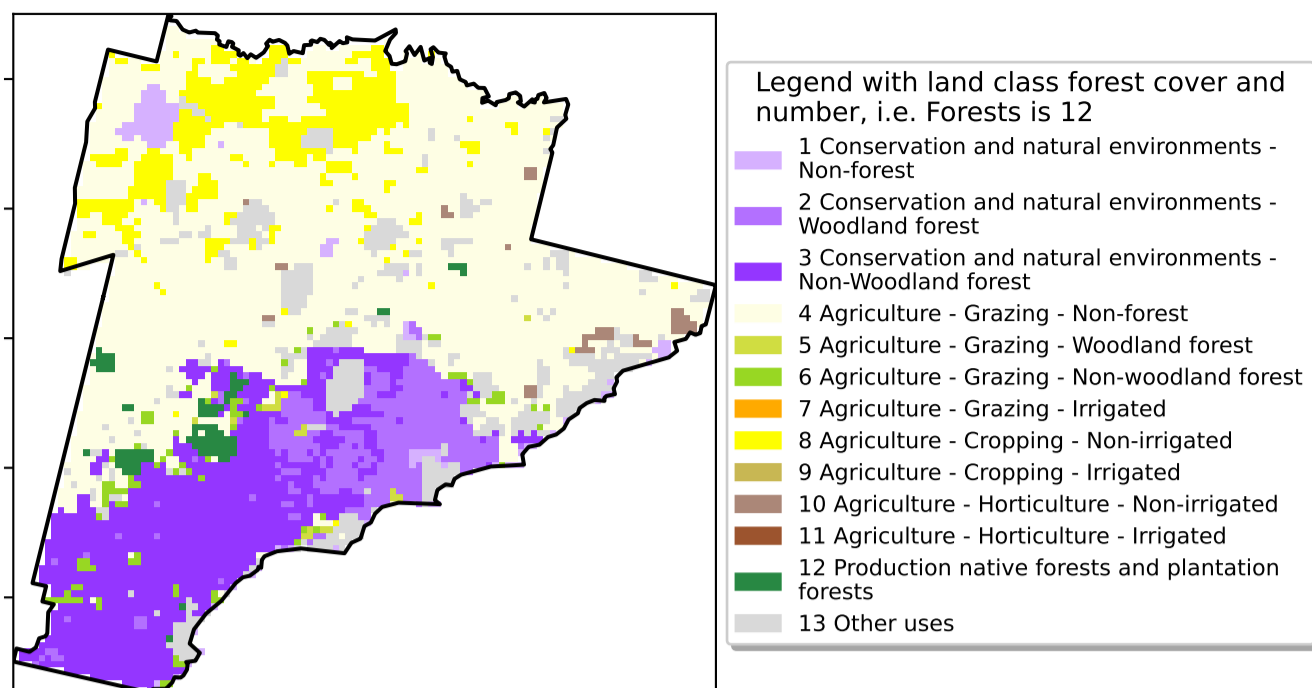 Legend with land class forest cover and
number, i.e. Forests is 12
1 Conservation and natural environments -
Non-forest
2 Conservation and natural environments -
Woodland forest
3 Conservation and natural environments -
Non-Woodland forest
4 Agriculture - Grazing - Non-forest
5 Agriculture - Grazing - Woodland forest
6 Agriculture - Grazing - Non-woodland forest
7 Agriculture - Grazing - Irrigated
8 Agriculture - Cropping - Non-irrigated
9 Agriculture - Cropping - Irrigated
10 Agriculture - Horticulture - Non-irrigated
11 Agriculture - Horticulture - Irrigated
12 Production native forests and plantation
forests
13 Other uses